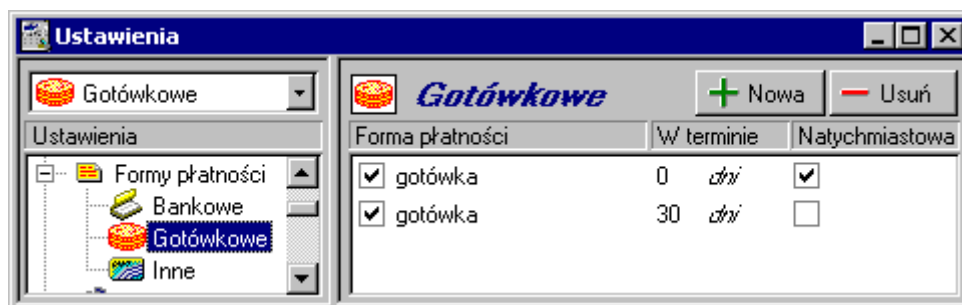 Ustawienia
Gotówkowe
Gotówkowe
Nowa
Usuń
Ustawienia
Forma płatności
W terminie
Natychmiastowa
Formy płatności
Bankowe
Gotówkowe
Inne
gotówka 0 dni
gotówka 30 dni